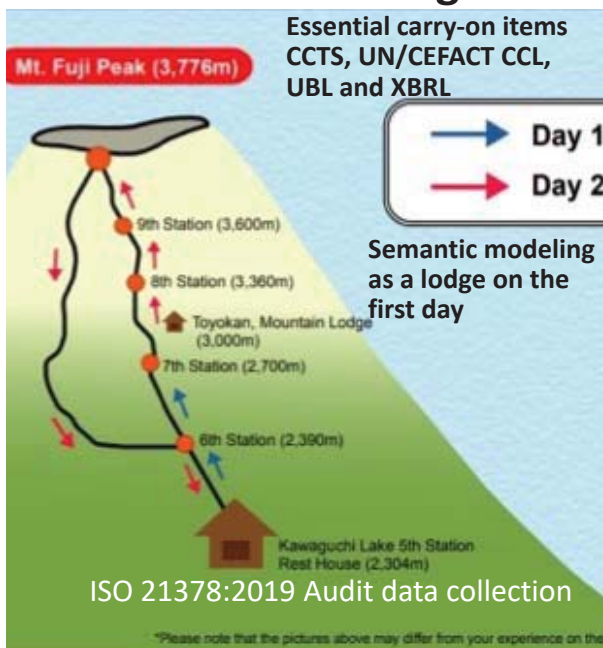 Essential carry-on items
CCTS, UN/CEFACT CCL,
UBL and XBRL
Mt. Fuji Peak (3,776m)
Day 1
Day 2
9th Station (3,600m)
Semantic modeling
as a lodge on the
first day
8th Station (3,360m)
Toyokan, Mountain Lodge
(3,000m)
7th Station (2,700m)
6th Station (2,390m)
Kawaguchi Lake 5th Station
Rest House (2,304m)
ISO 21378:2019 Audit data collection
*Please note that the pictures above may differ from your experience on the